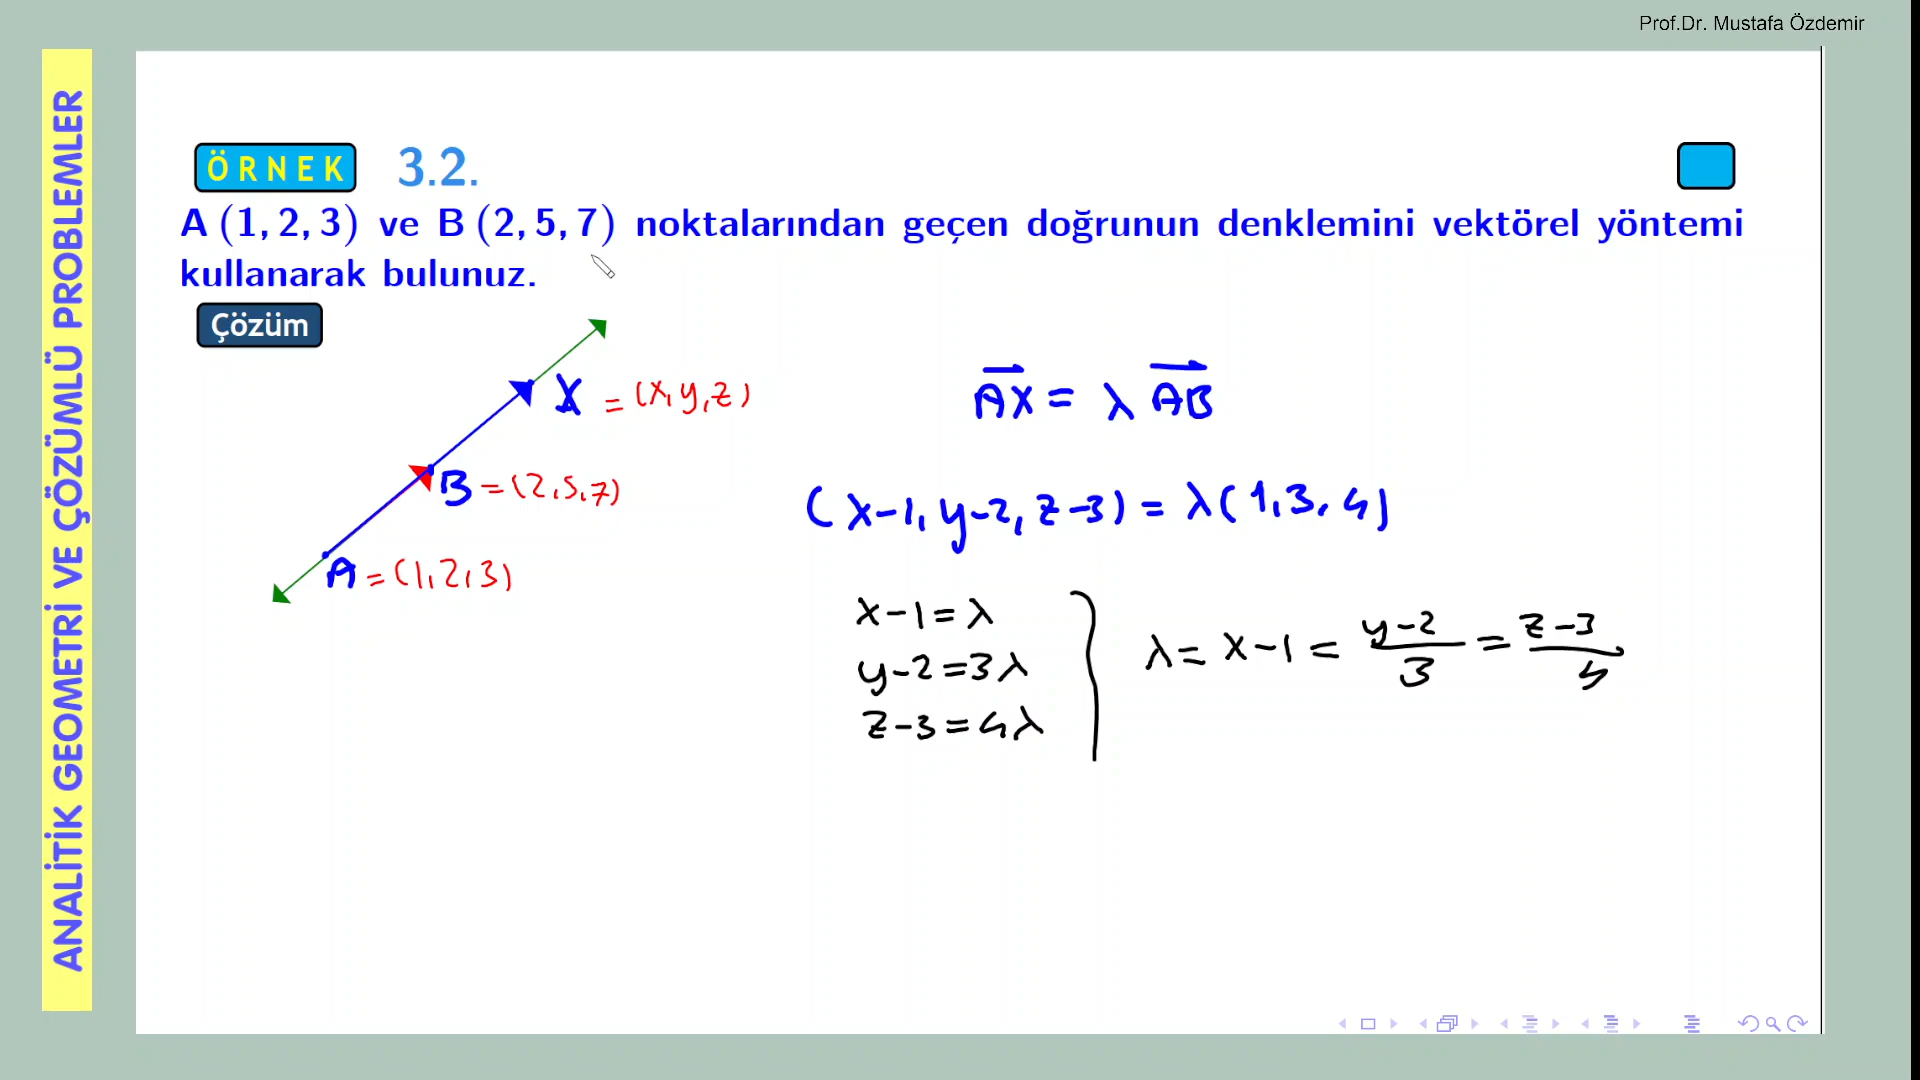 Prof.Dr. Mustafa Özdemir
ANALİTİK GEOMETRİ VE ÇÖZÜMLÜ PROBLEMLER
ÖRNEK 3.2.
A (1, 2, 3) ve B (2, 5, 7) noktalarından geçen doğrunun denklemini vektörel yöntemi
kullanarak bulunuz.
Çözüm
X = (x, y, z)
B = (2, 5, 7)
A = (1, 2, 3)
AX = λ AB
(x-1, y-2, z-3) = λ(1, 3, 4)
x-1=λ
y-2=3λ
z-3=4λ
λ= x-1 = y-2/3 = z-3/4